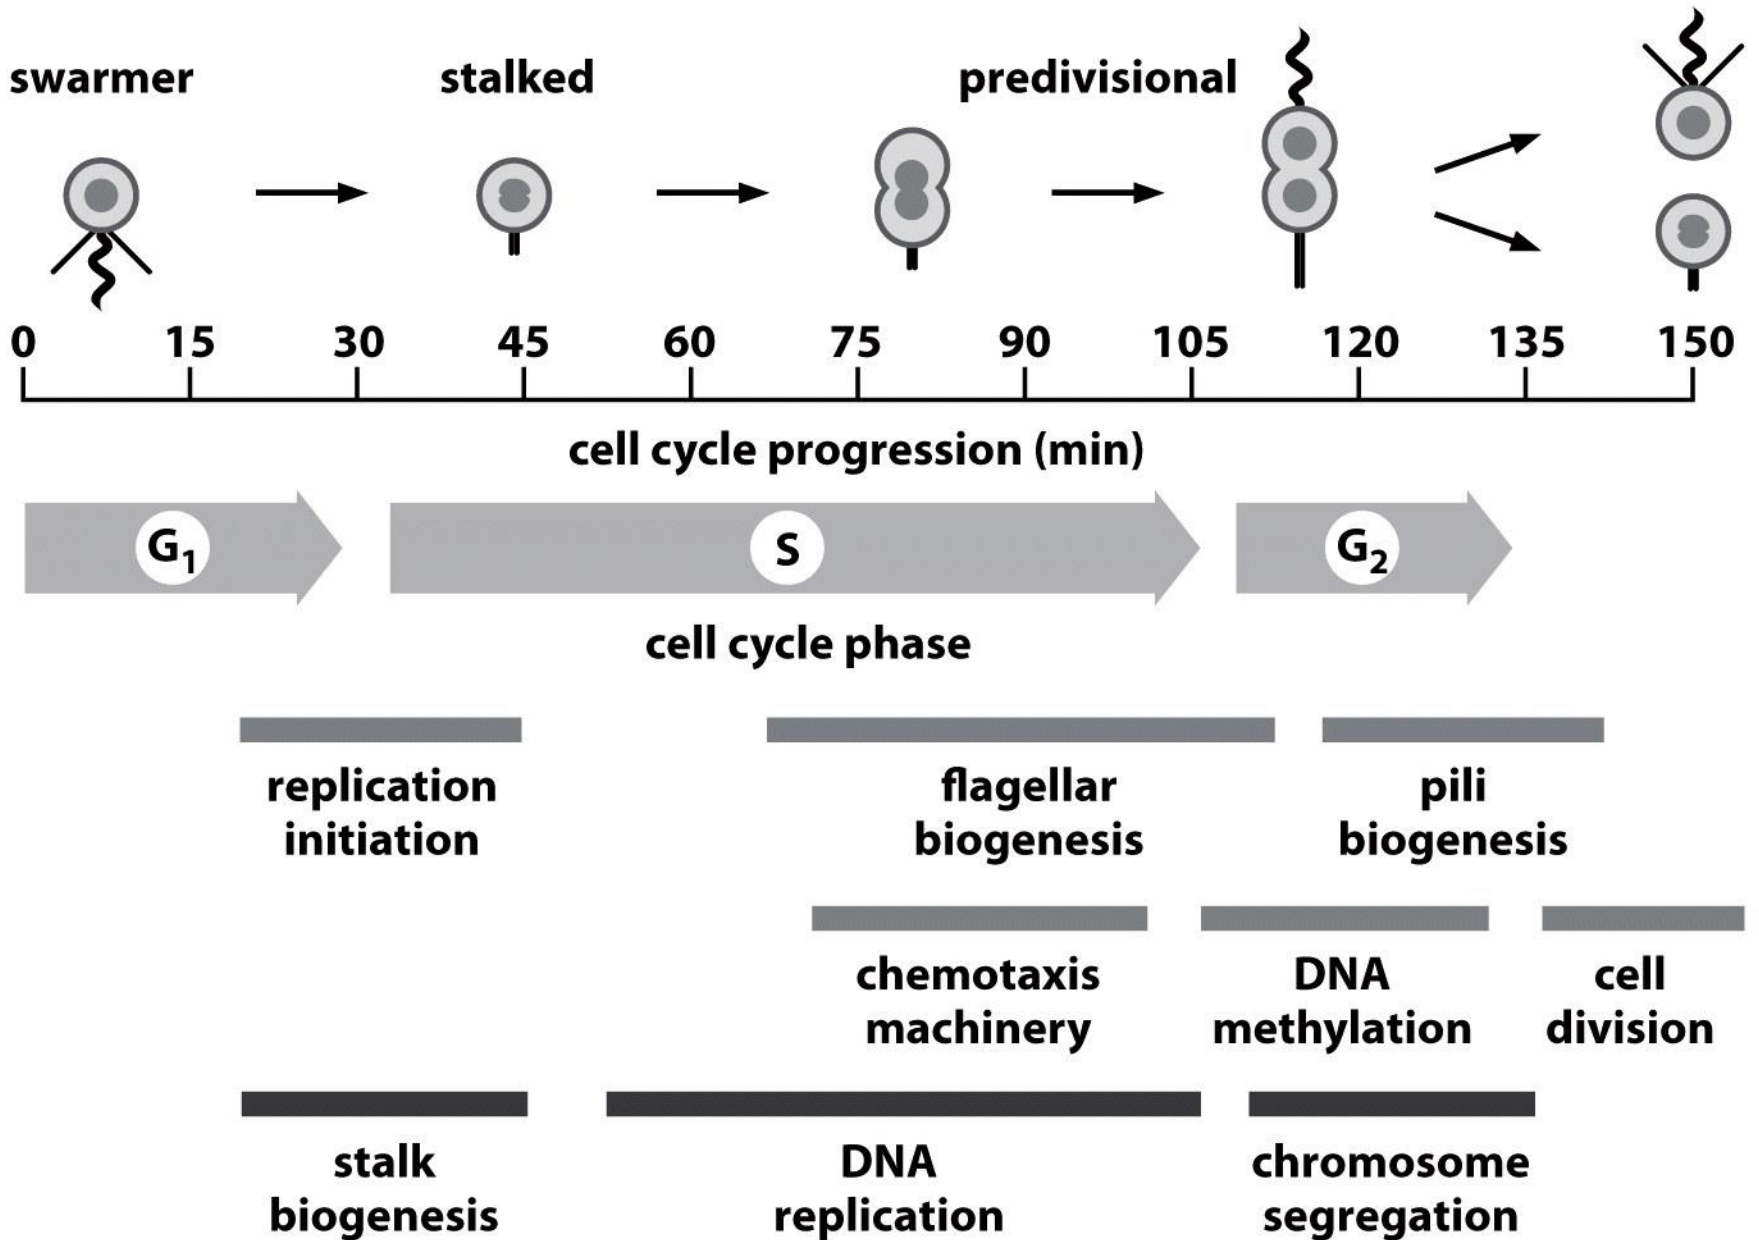 swarmer
stalked
predivisional
0 15 30 45 60 75 90 105 120 135 150
cell cycle progression (min)
G₁ S G₂
cell cycle phase
replication
initiation
flagellar
biogenesis
pili
biogenesis
chemotaxis
machinery
DNA
methylation
cell
division
stalk
biogenesis
DNA
replication
chromosome
segregation